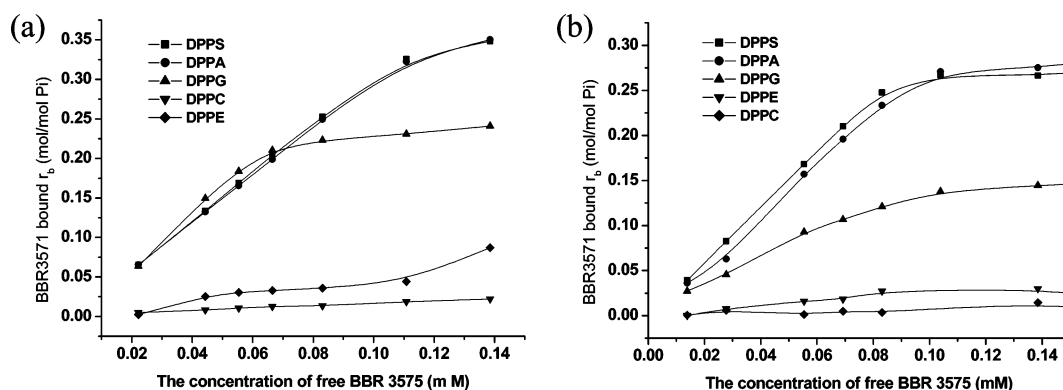 (a)
DPPS
DPPA
DPPG
DPPC
DPPE
BBR3571 bound r_b (mol/mol Pi)
0.35
0.30
0.25
0.20
0.15
0.10
0.05
0.00
0.02 0.04 0.06 0.08 0.10 0.12 0.14
The concentration of free BBR 3575 (m M)
(b)
DPPS
DPPA
DPPG
DPPE
DPPC
BBR3571 bound r_b (mol/mol Pi)
0.30
0.25
0.20
0.15
0.10
0.05
0.00
0.00 0.02 0.04 0.06 0.08 0.10 0.12 0.14
The concentration of free BBR 3575 (mM)